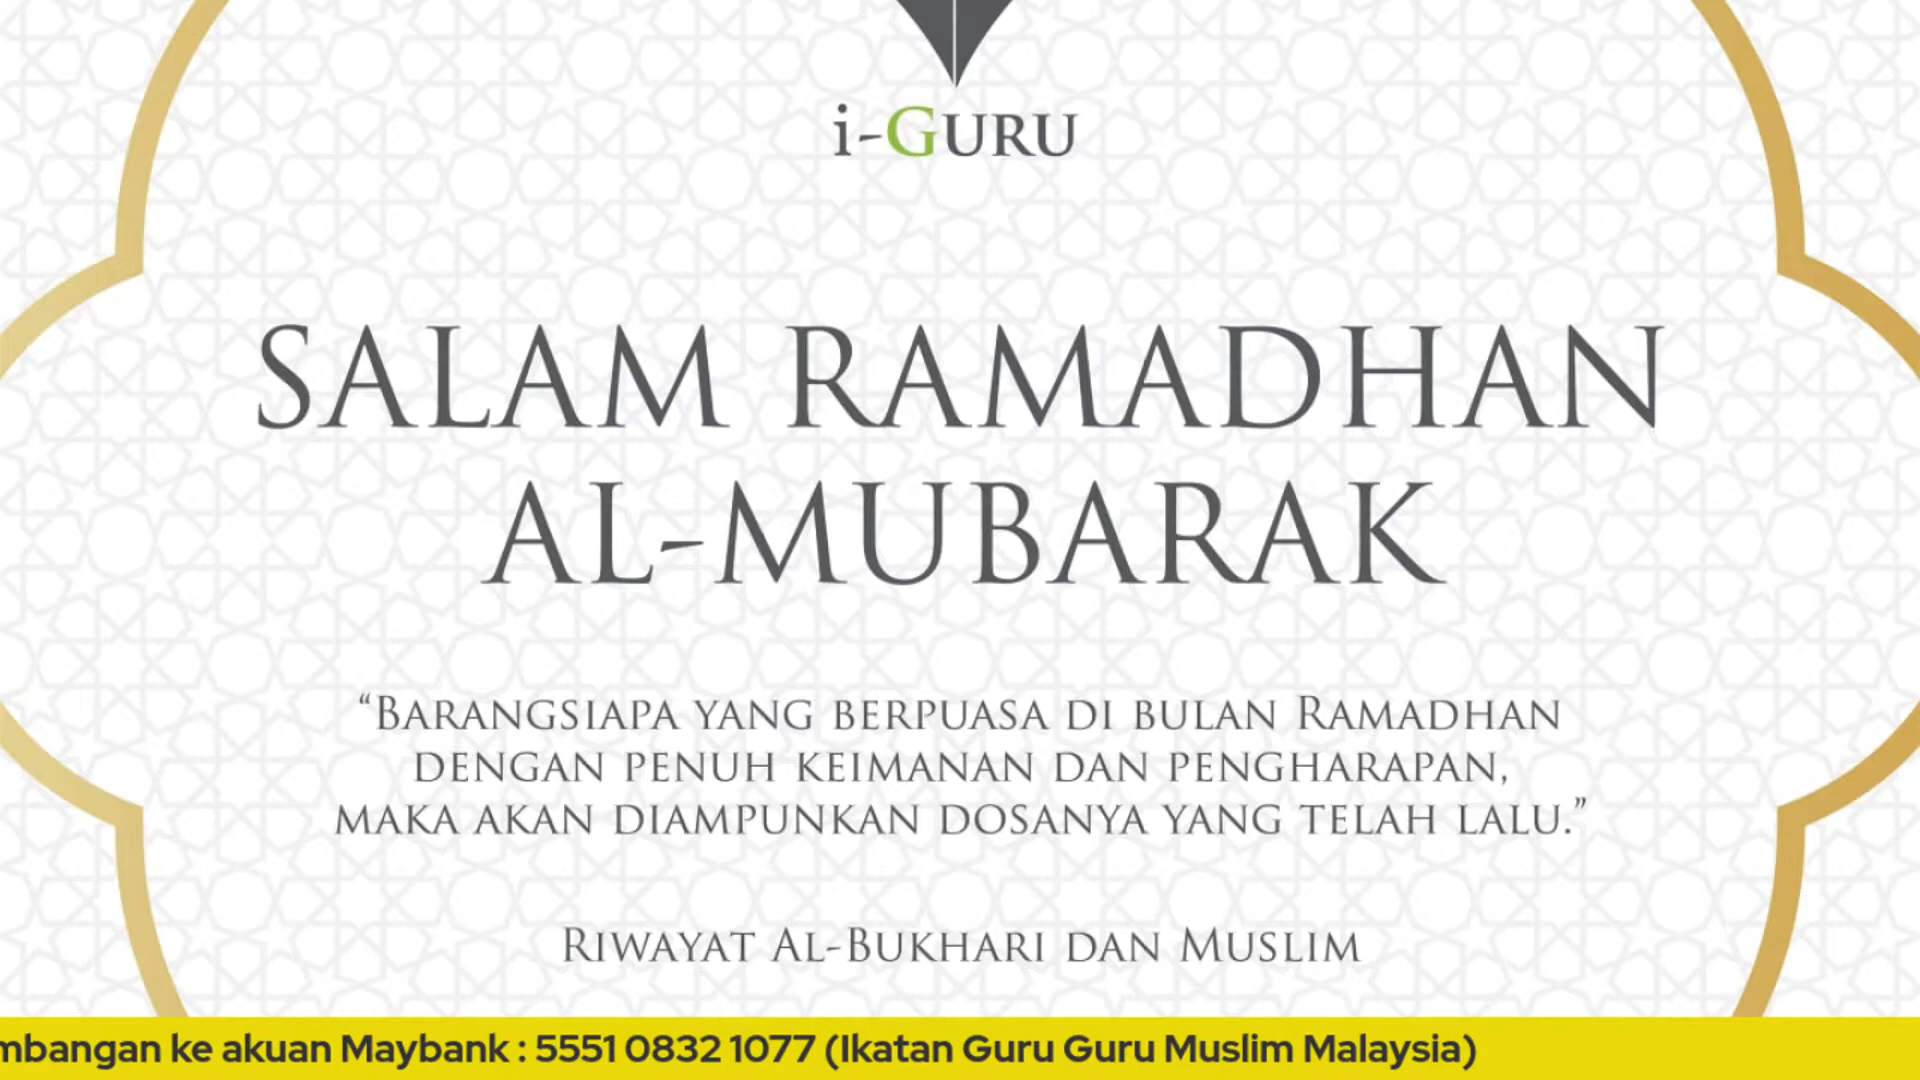 i-GURU
SALAM RAMADHAN
AL-MUBARAK
“BARANGSIAPA YANG BERPUASA DI BULAN RAMADHAN
DENGAN PENUH KEIMANAN DAN PENGHARAPAN,
MAKA AKAN DIAMPUNKAN DOSANYA YANG TELAH LALU.”
RIWAYAT AL-BUKHARI DAN MUSLIM
mbangan ke akuan Maybank : 5551 0832 1077 (Ikatan Guru Guru Muslim Malaysia)